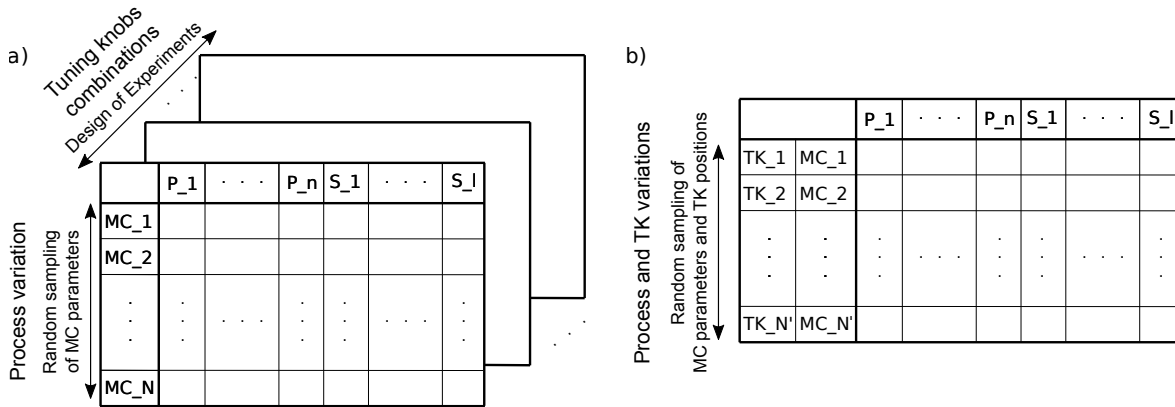 a)
Tuning knobs
combinations
Design of Experiments
. . .
P_1 . . . P_n S_1 . . . S_l
MC_1
MC_2
. . . . . . . . . . .
MC_N
Process variation
Random sampling
of MC parameters
. . .
b)
P_1 . . . P_n S_1 . . . S_l
TK_1 MC_1
TK_2 MC_2
. . . . . . . . . . . .
TK_N' MC_N'
Process and TK variations
Random sampling of
MC parameters and TK positions